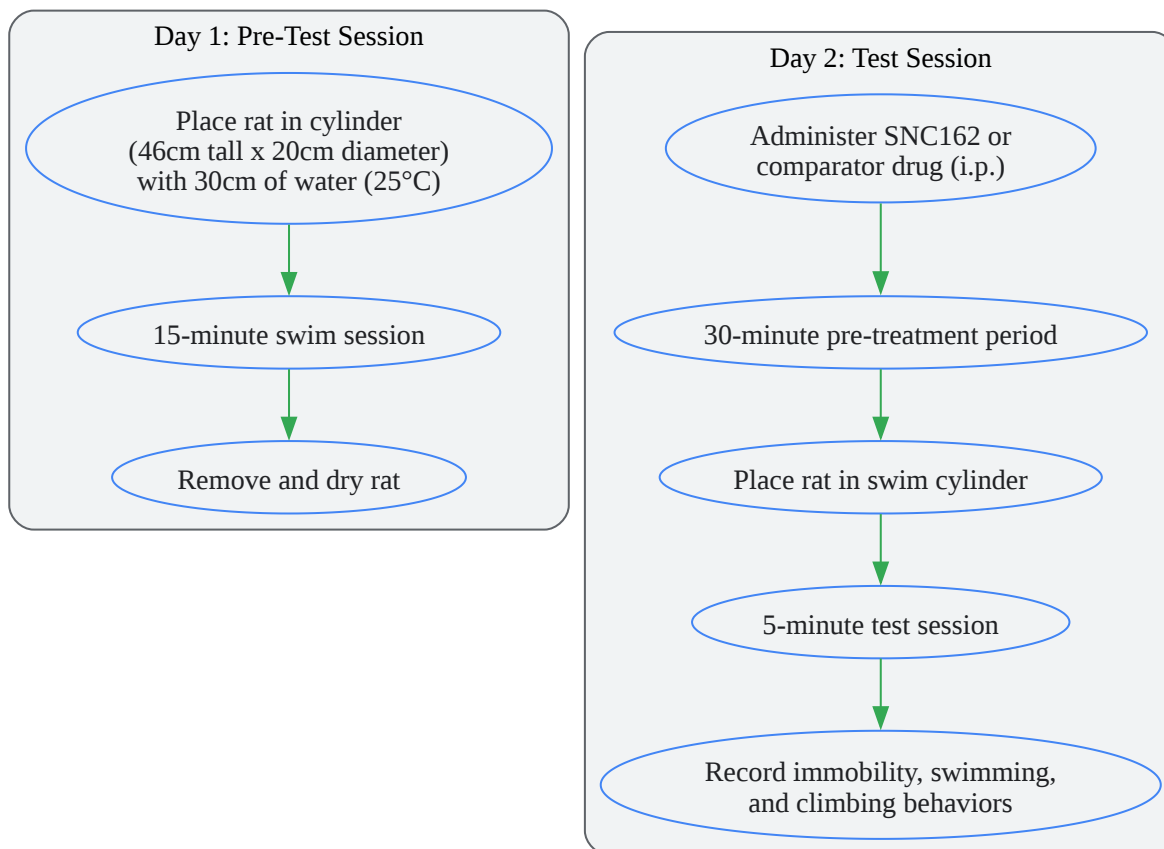 Day 1: Pre-Test Session
Place rat in cylinder
(46cm tall x 20cm diameter)
with 30cm of water (25°C)
15-minute swim session
Remove and dry rat
Day 2: Test Session
Administer SNC162 or
comparator drug (i.p.)
30-minute pre-treatment period
Place rat in swim cylinder
5-minute test session
Record immobility, swimming,
and climbing behaviors